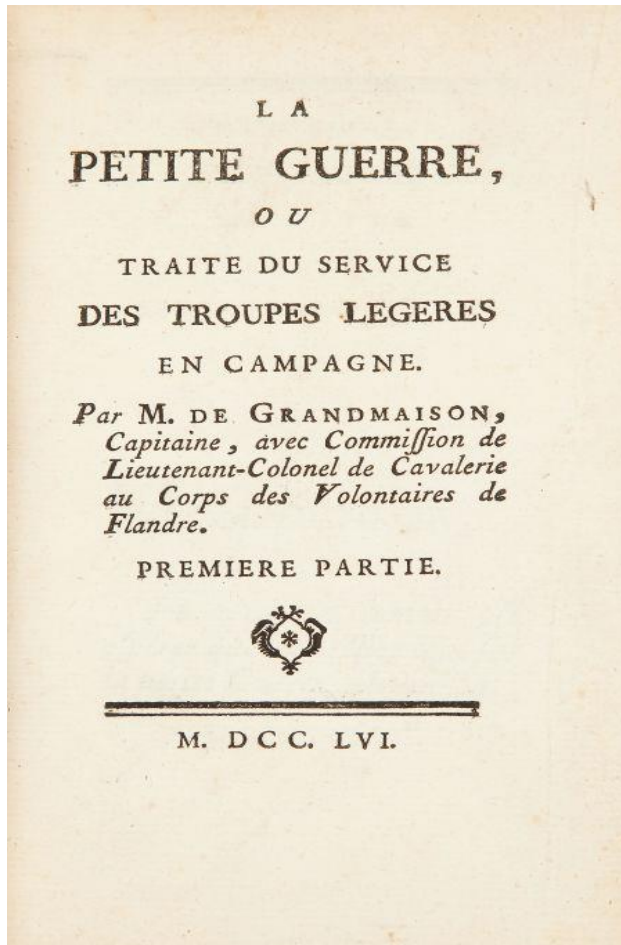 LA
PETITE GUERRE,
OU
TRAITE DU SERVICE
DES TROUPES LEGERES
EN CAMPAGNE.
Par M. DE GRANDMAISON,
Capitaine, avec Commiſſion de
Lieutenant-Colonel de Cavalerie
au Corps des Volontaires de
Flandre.
PREMIERE PARTIE.
M. DCC. LVI.